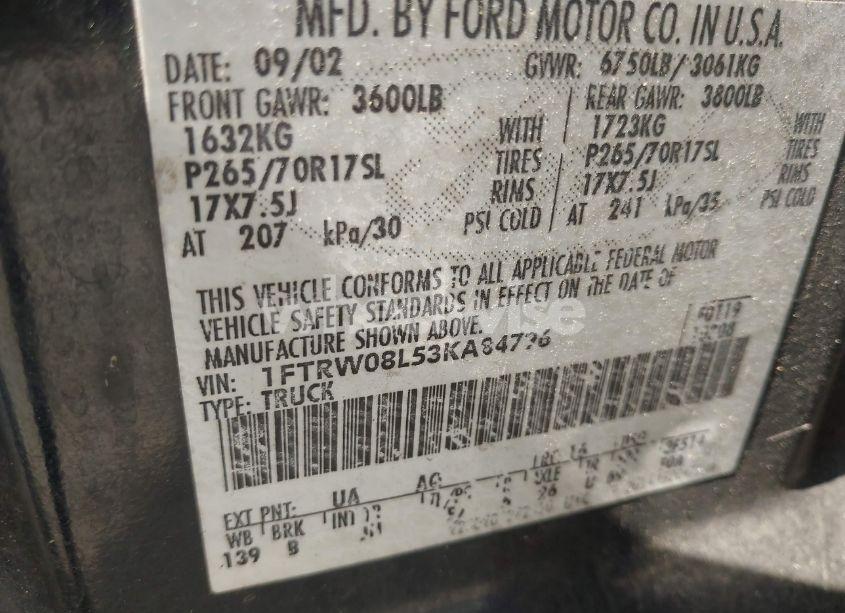 MFD. BY FORD MOTOR CO. IN U.S.A.
DATE: 09/02 GVWR: 6750LB/3061KG
FRONT GAWR: 3600LB REAR GAWR: 3800LB
1632KG WITH 1723KG WITH
P265/70R17SL TIRES P265/70R17SL TIRES
17X7.5J RIMS 17X7.5J RIMS
AT 207 kPa/30 PSI COLD AT 241 kPa/35 PSI COLD
THIS VEHICLE CONFORMS TO ALL APPLICABLE FEDERAL MOTOR
VEHICLE SAFETY STANDARDS IN EFFECT ON THE DATE OF
MANUFACTURE SHOWN ABOVE.
VIN: 1FTRW08L53KA84796
TYPE: TRUCK
EXT PNT: UA AQ
WB BRK INT
139 B